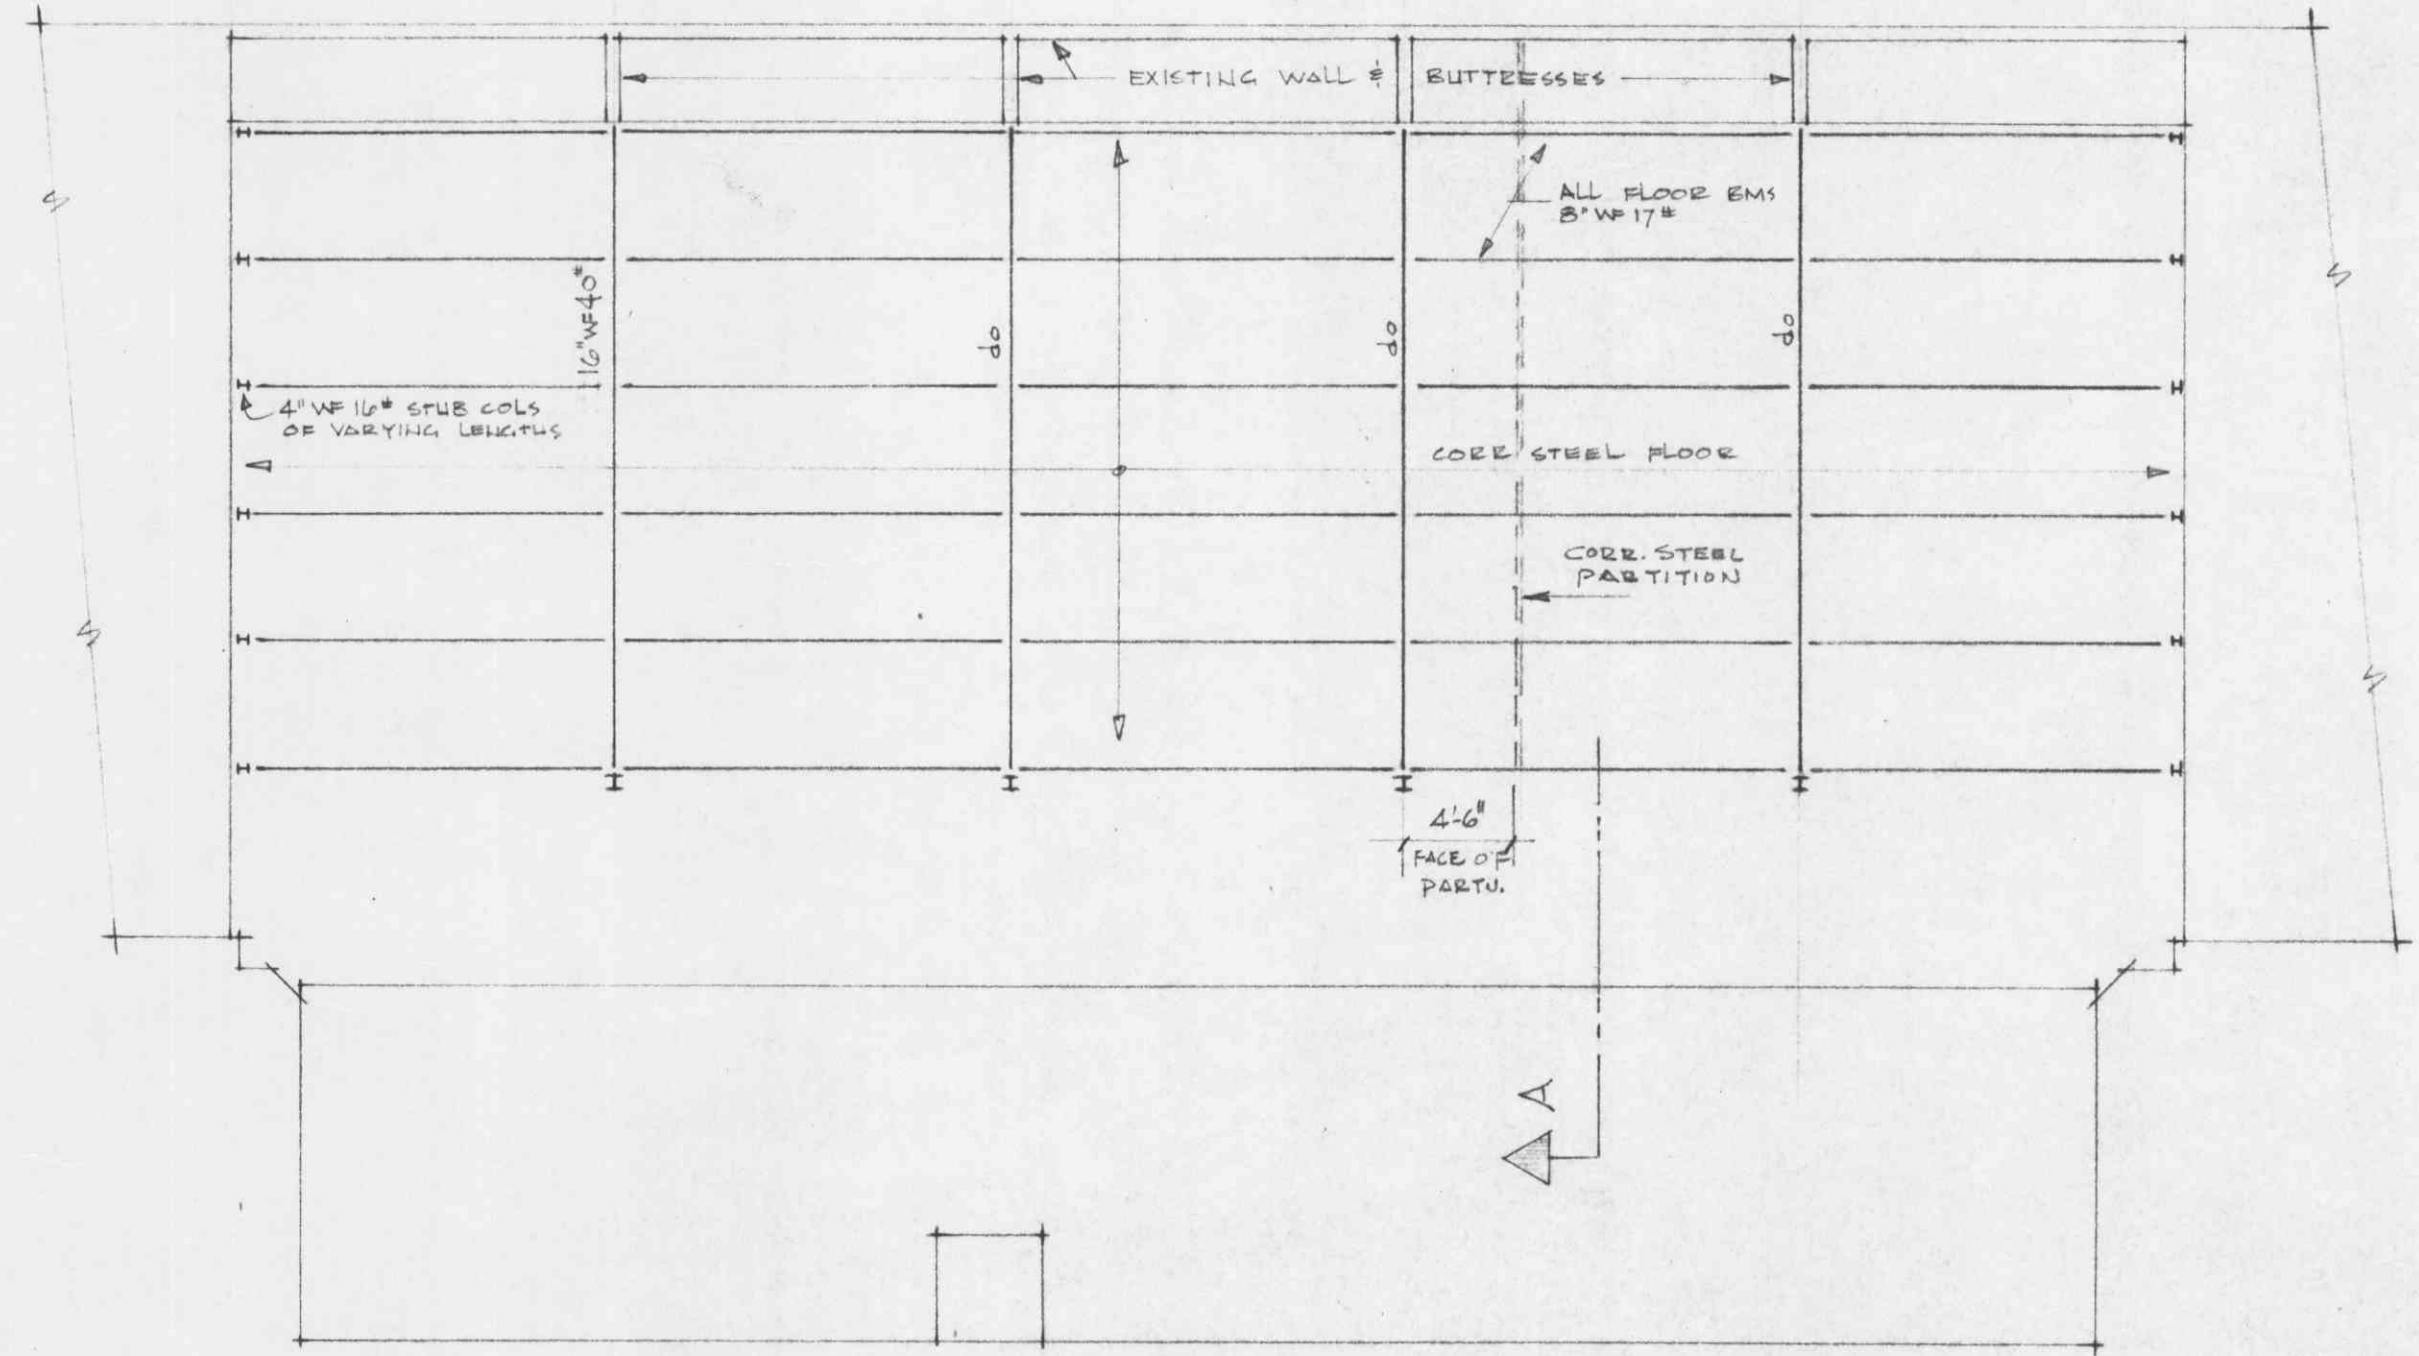 EXISTING WALL & BUTTRESSES
ALL FLOOR BMS
8" WF 17#
16" WF 40#
do
do
do
4" WF 16# STUB COLS
OF VARYING LENGTHS
CORR STEEL FLOOR
CORR. STEEL
PARTITION
4'-6"
FACE OF
PARTN.
A